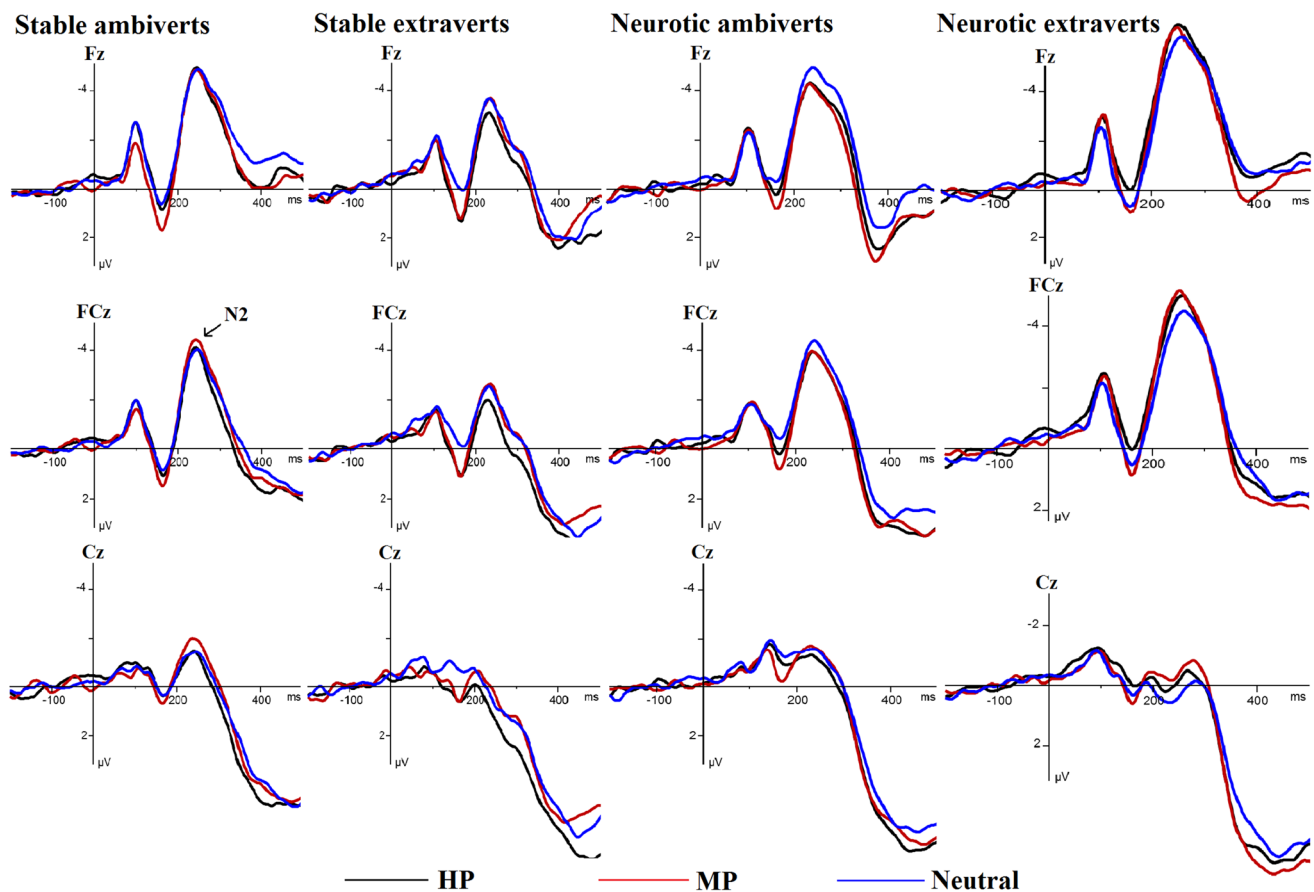 Stable ambiverts Stable extraverts Neurotic ambiverts Neurotic extraverts
Fz Fz Fz Fz
-4 -4 -4 -4
-100 200 400 ms -100 200 400 ms -100 200 400 ms -100 200 400 ms
2 2 2 2
µV µV µV µV
FCz N2 FCz FCz FCz
-4 -4 -4 -4
-100 200 400 ms -100 200 400 ms -100 200 400 ms -100 200 400 ms
2 2 2 2
µV µV µV µV
Cz Cz Cz Cz
-4 -4 -4 -2
-100 200 400 ms -100 200 400 ms -100 200 400 ms -100 200 400 ms
2 2 2 2
µV µV µV µV
HP MP Neutral